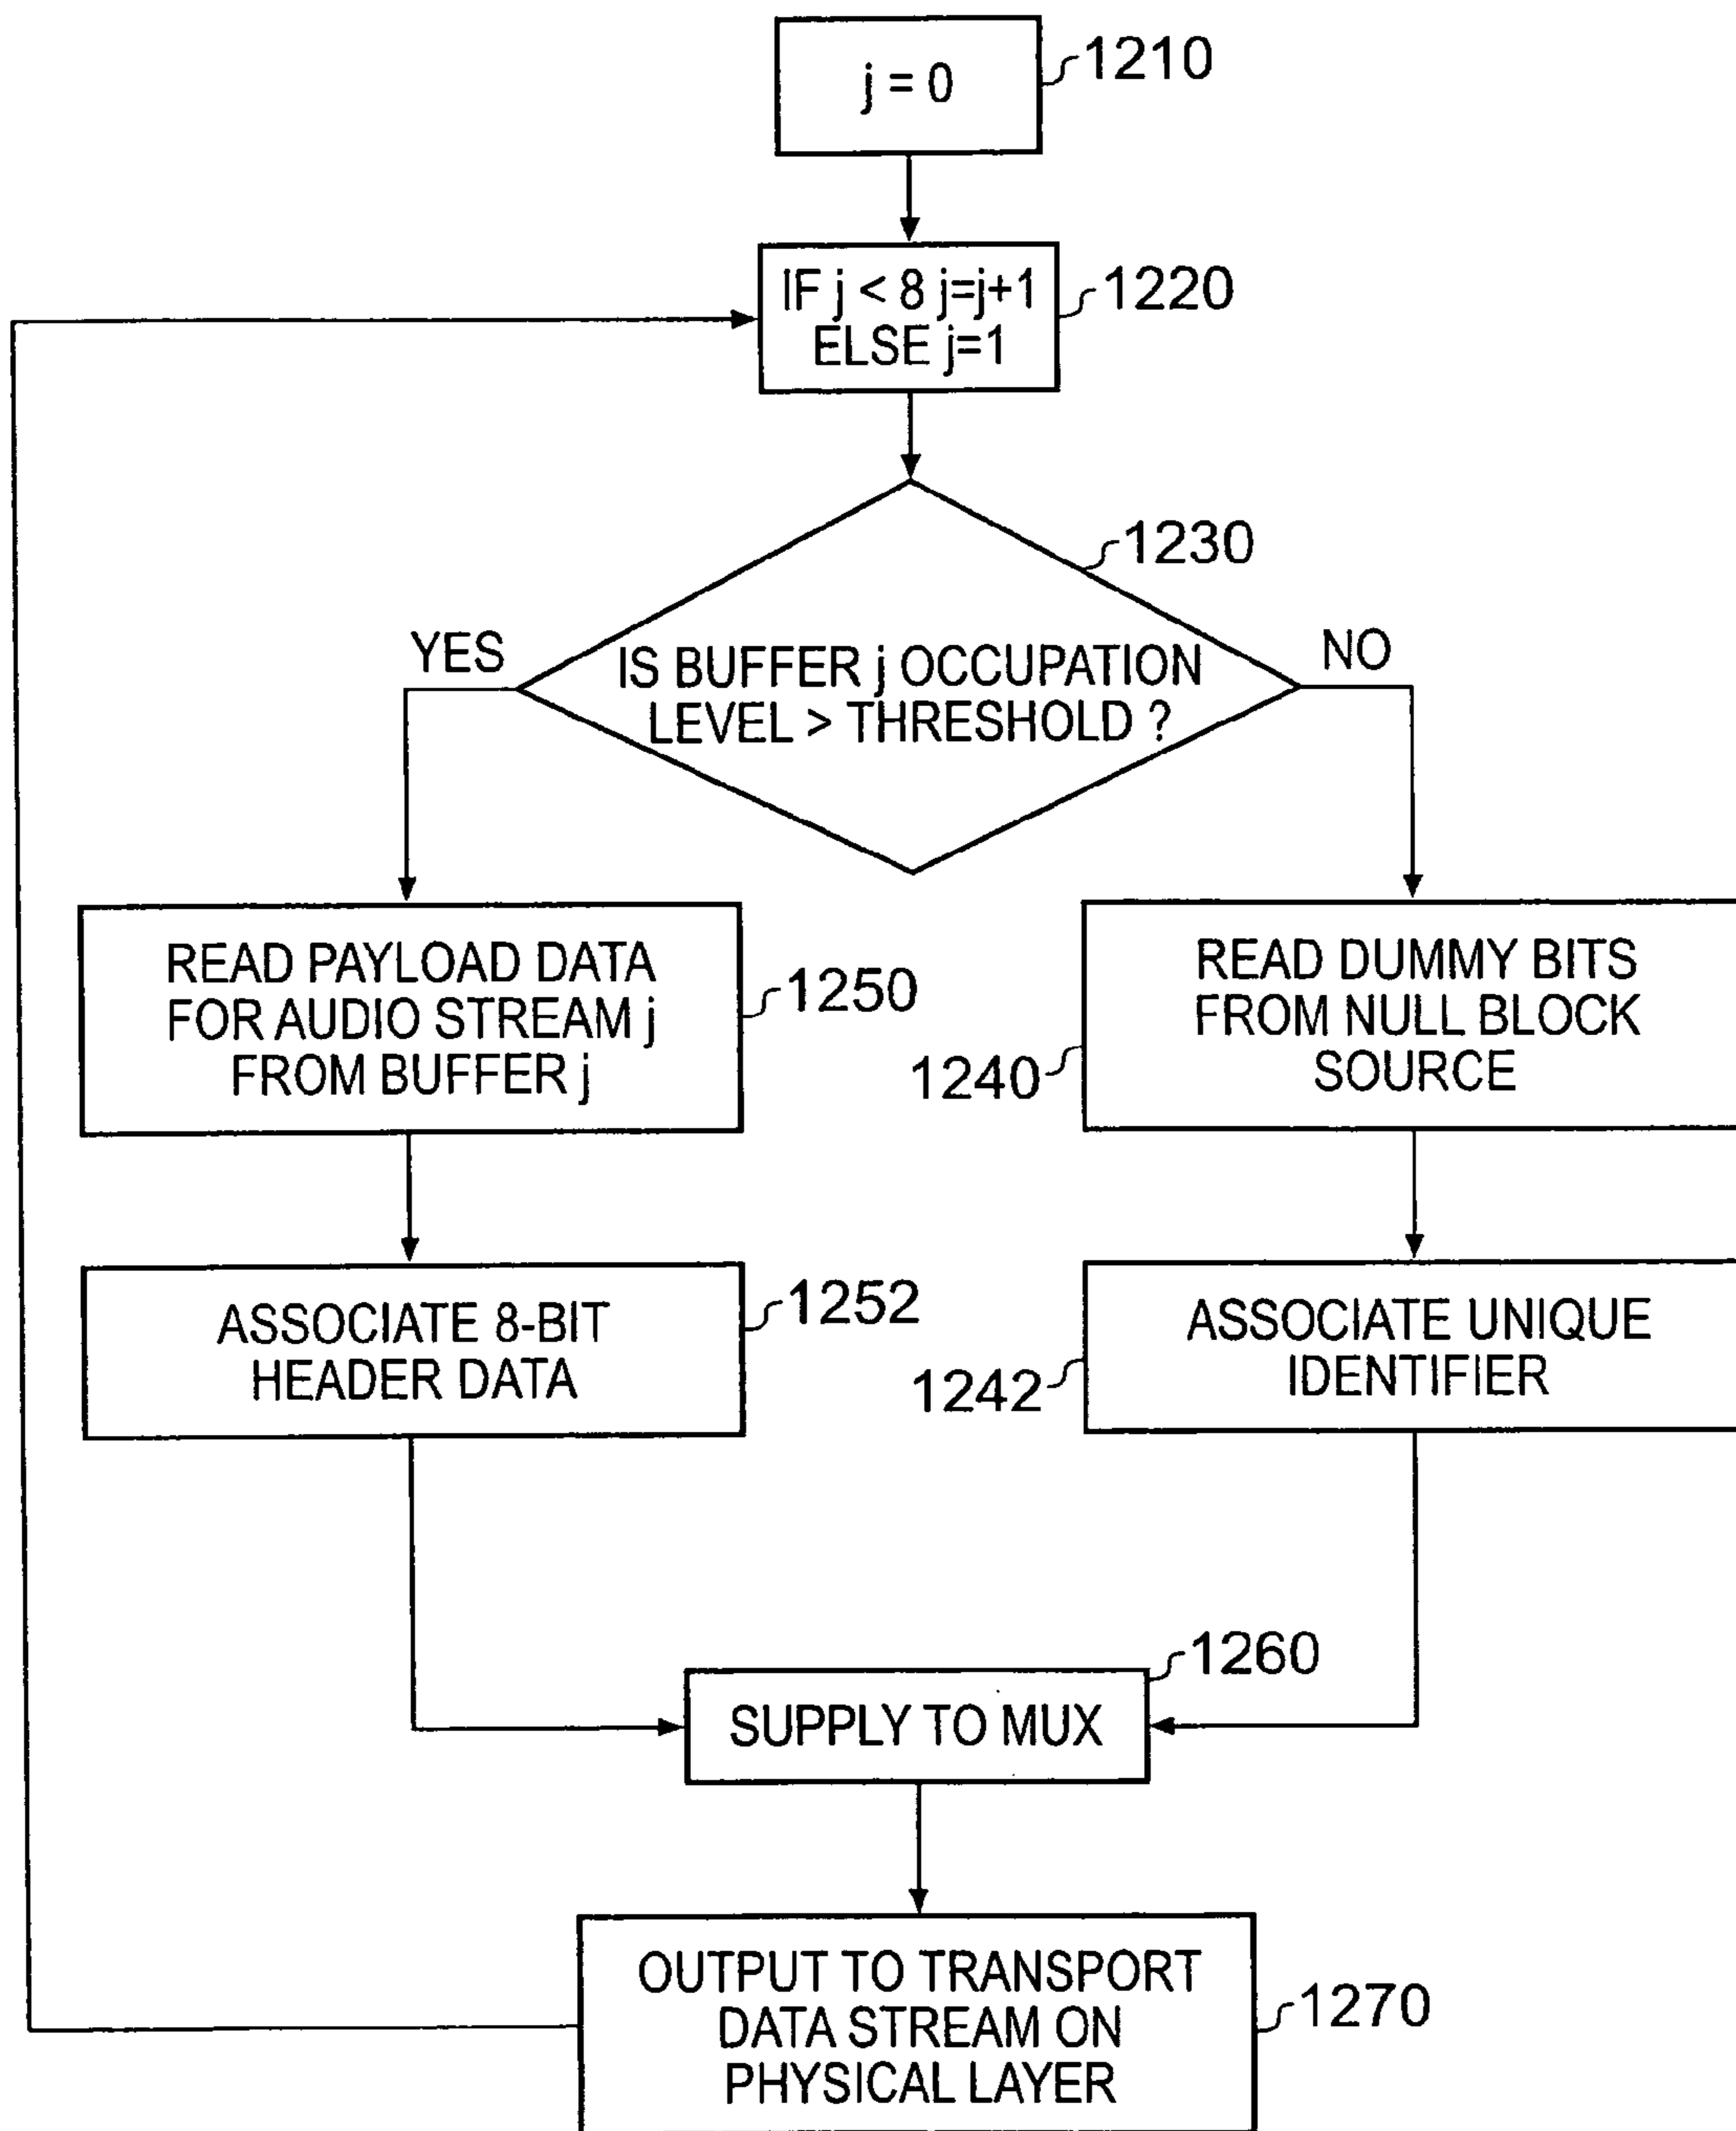 j = 0
1210
IF j < 8 j=j+1
ELSE j=1
1220
1230
YES
NO
IS BUFFER j OCCUPATION
LEVEL > THRESHOLD ?
READ PAYLOAD DATA
FOR AUDIO STREAM j
FROM BUFFER j
1250
READ DUMMY BITS
FROM NULL BLOCK
SOURCE
1240
ASSOCIATE 8-BIT
HEADER DATA
1252
ASSOCIATE UNIQUE
IDENTIFIER
1242
1260
SUPPLY TO MUX
OUTPUT TO TRANSPORT
DATA STREAM ON
PHYSICAL LAYER
1270